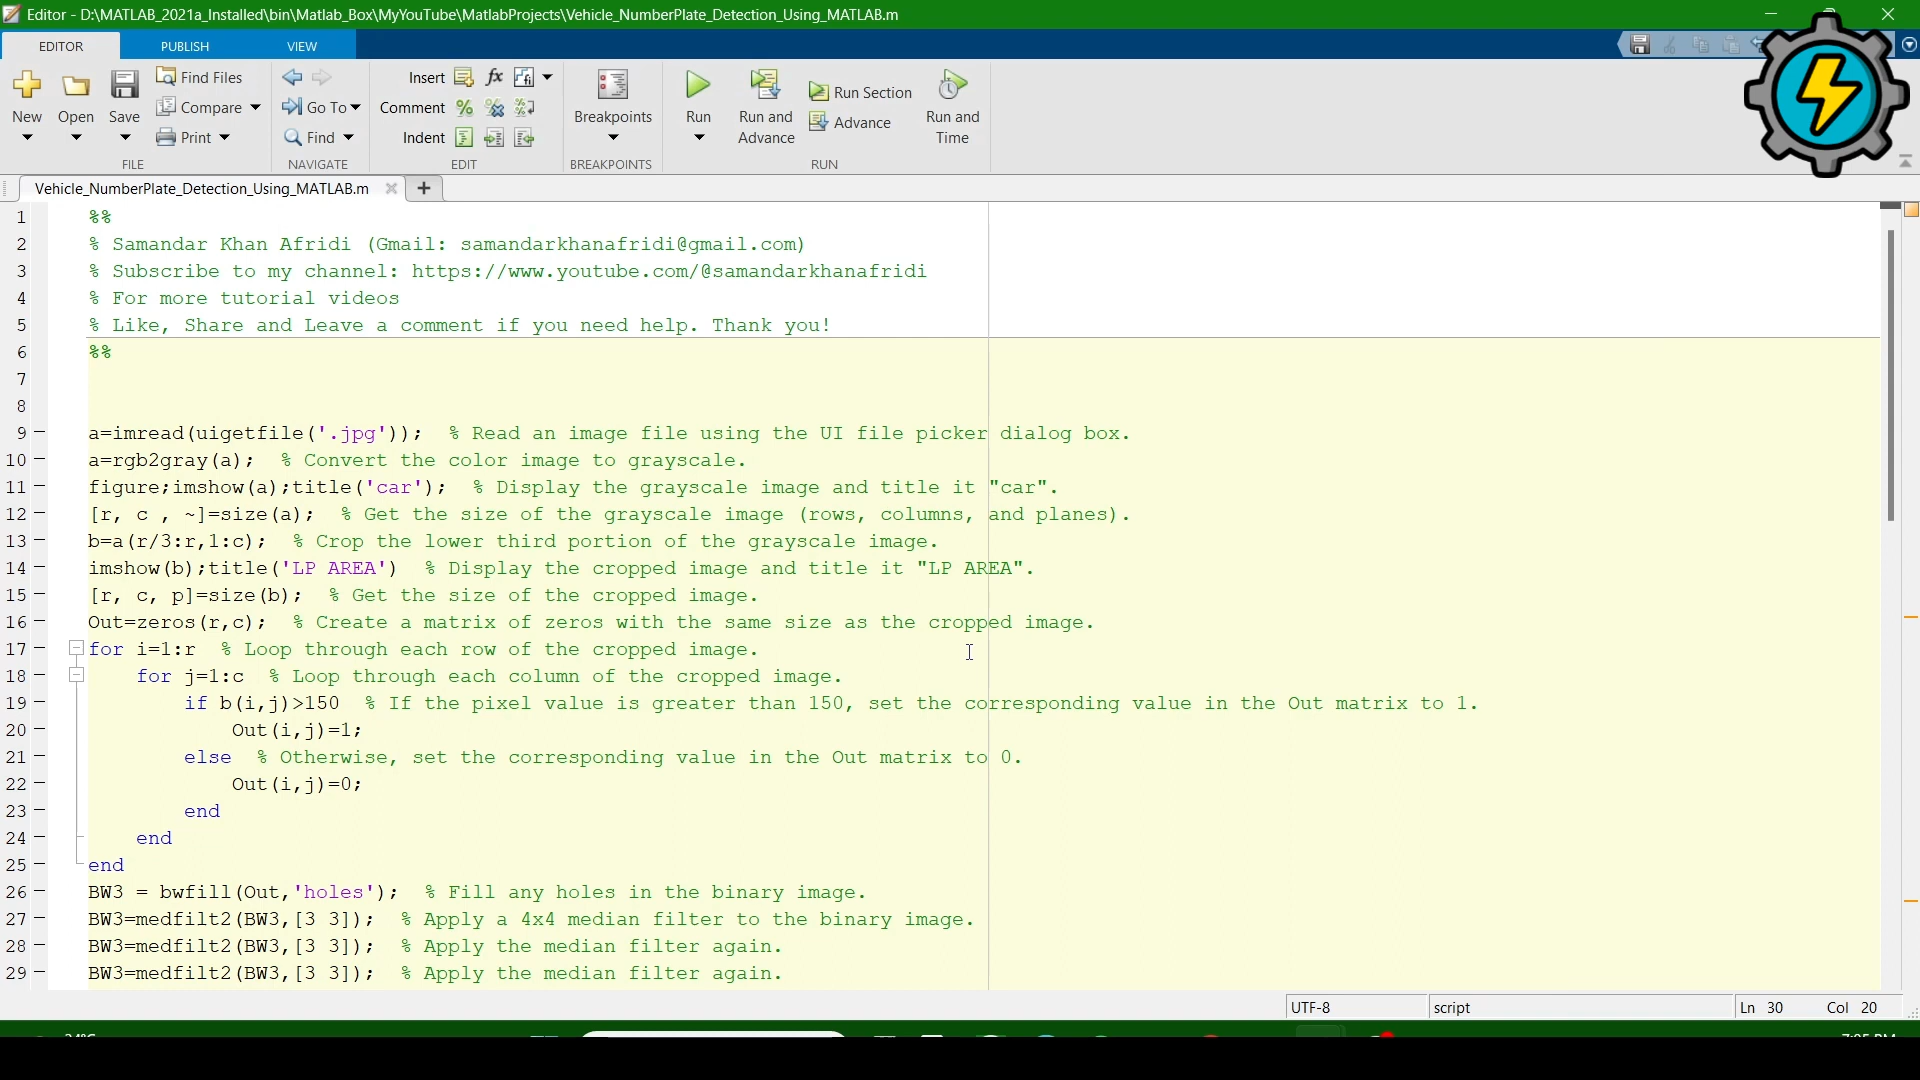 Editor - D:\MATLAB_2021a_Installed\bin\Matlab_Box\MyYouTube\MatlabProjects\Vehicle_NumberPlate_Detection_Using_MATLAB.m
EDITOR PUBLISH VIEW
New Open Save Find Files Compare Print
FILE
Go To Find
NAVIGATE
Insert fx
Comment
Indent
EDIT
Breakpoints
BREAKPOINTS
Run Run and Advance Run Section Advance Run and Time
RUN
Vehicle_NumberPlate_Detection_Using_MATLAB.m
1 %%
2 % Samandar Khan Afridi (Gmail: samandarkhanafridi@gmail.com)
3 % Subscribe to my channel: https://www.youtube.com/@samandarkhanafridi
4 % For more tutorial videos
5 % Like, Share and Leave a comment if you need help. Thank you!
6 %%
7
8
9 a=imread(uigetfile('.jpg')); % Read an image file using the UI file picker dialog box.
10 a=rgb2gray(a); % Convert the color image to grayscale.
11 figure;imshow(a);title('car'); % Display the grayscale image and title it "car".
12 [r, c , ~]=size(a); % Get the size of the grayscale image (rows, columns, and planes).
13 b=a(r/3:r,1:c); % Crop the lower third portion of the grayscale image.
14 imshow(b);title('LP AREA') % Display the cropped image and title it "LP AREA".
15 [r, c, p]=size(b); % Get the size of the cropped image.
16 Out=zeros(r,c); % Create a matrix of zeros with the same size as the cropped image.
17 for i=1:r % Loop through each row of the cropped image.
18 for j=1:c % Loop through each column of the cropped image.
19 if b(i,j)>150 % If the pixel value is greater than 150, set the corresponding value in the Out matrix to 1.
20 Out(i,j)=1;
21 else % Otherwise, set the corresponding value in the Out matrix to 0.
22 Out(i,j)=0;
23 end
24 end
25 end
26 BW3 = bwfill(Out,'holes'); % Fill any holes in the binary image.
27 BW3=medfilt2(BW3,[3 3]); % Apply a 4x4 median filter to the binary image.
28 BW3=medfilt2(BW3,[3 3]); % Apply the median filter again.
29 BW3=medfilt2(BW3,[3 3]); % Apply the median filter again.
UTF-8 script Ln 30 Col 20